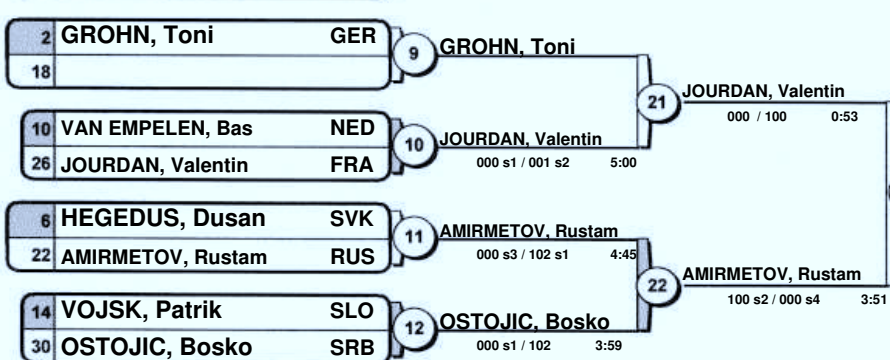 2 GROHN, Toni GER
18
9 GROHN, Toni
10 VAN EMPELEN, Bas NED
26 JOURDAN, Valentin FRA
10 JOURDAN, Valentin
000 s1 / 001 s2 5:00
21 JOURDAN, Valentin
000 / 100 0:53
6 HEGEDUS, Dusan SVK
22 AMIRMETOV, Rustam RUS
11 AMIRMETOV, Rustam
000 s3 / 102 s1 4:45
14 VOJSK, Patrik SLO
30 OSTOJIC, Bosko SRB
12 OSTOJIC, Bosko
000 s1 / 102 3:59
22 AMIRMETOV, Rustam
100 s2 / 000 s4 3:51